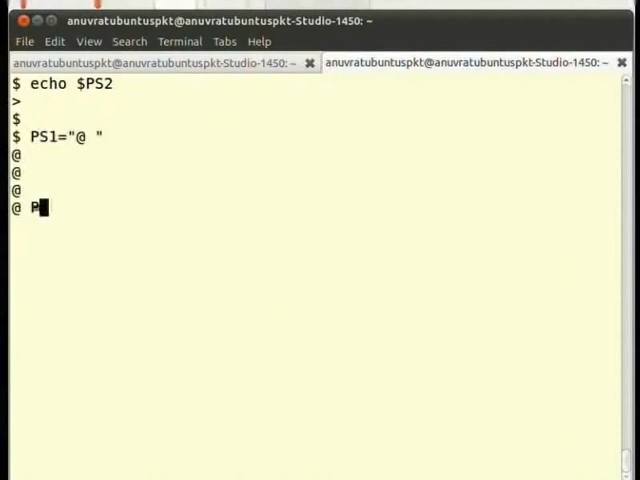 anuvratubuntuspkt@anuvratubuntuspkt-Studio-1450: ~
File Edit View Search Terminal Tabs Help
anuvratubuntuspkt@anuvratubuntuspkt-Studio-1450: ~ anuvratubuntuspkt@anuvratubuntuspkt-Studio-1450: ~
$ echo $PS2
>
$
$ PS1="@ "
@
@
@
@ P